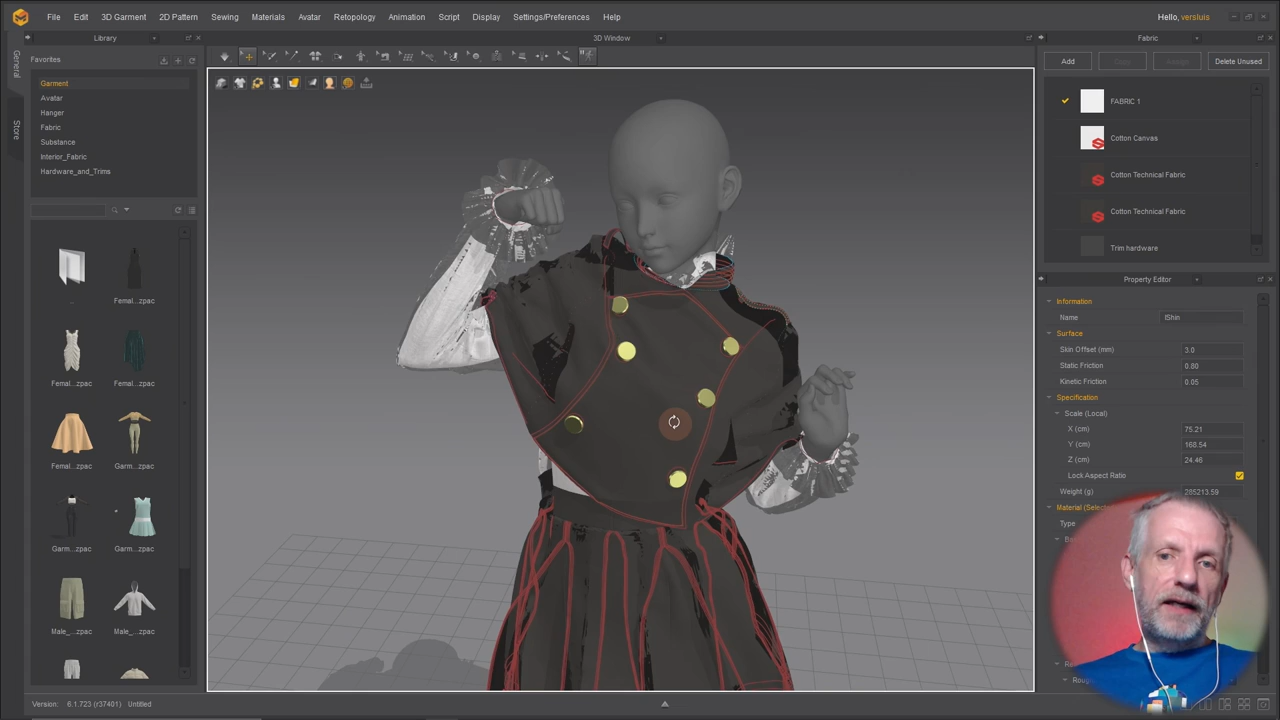 File Edit 3D Garment 2D Pattern Sewing Materials Avatar Retopology Animation Script Display Settings/Preferences Help
Hello, versluis
General
Store
Library
Favorites
Garment
Avatar
Hanger
Fabric
Substance
Interior_Fabric
Hardware_and_Trims
..
Femal...zpac
Femal...zpac
Femal...zpac
Femal...zpac
Garm...zpac
Garm...zpac
Garm...zpac
Male_...zpac
Male_...zpac
3D Window
Fabric
Add
Copy
Assign
Delete Unused
FABRIC 1
Cotton Canvas
Cotton Technical Fabric
Cotton Technical Fabric
Trim hardware
Property Editor
Information
Name
Surface
Skin Offset (mm) 3.0
Static Friction 0.80
Kinetic Friction 0.05
Specification
Scale (Local)
X (cm) 75.21
Y (cm) 168.54
Z (cm) 24.46
Lock Aspect Ratio
Weight (g) 285213.59
Type
Version: 6.1.723 (r37401) Untitled